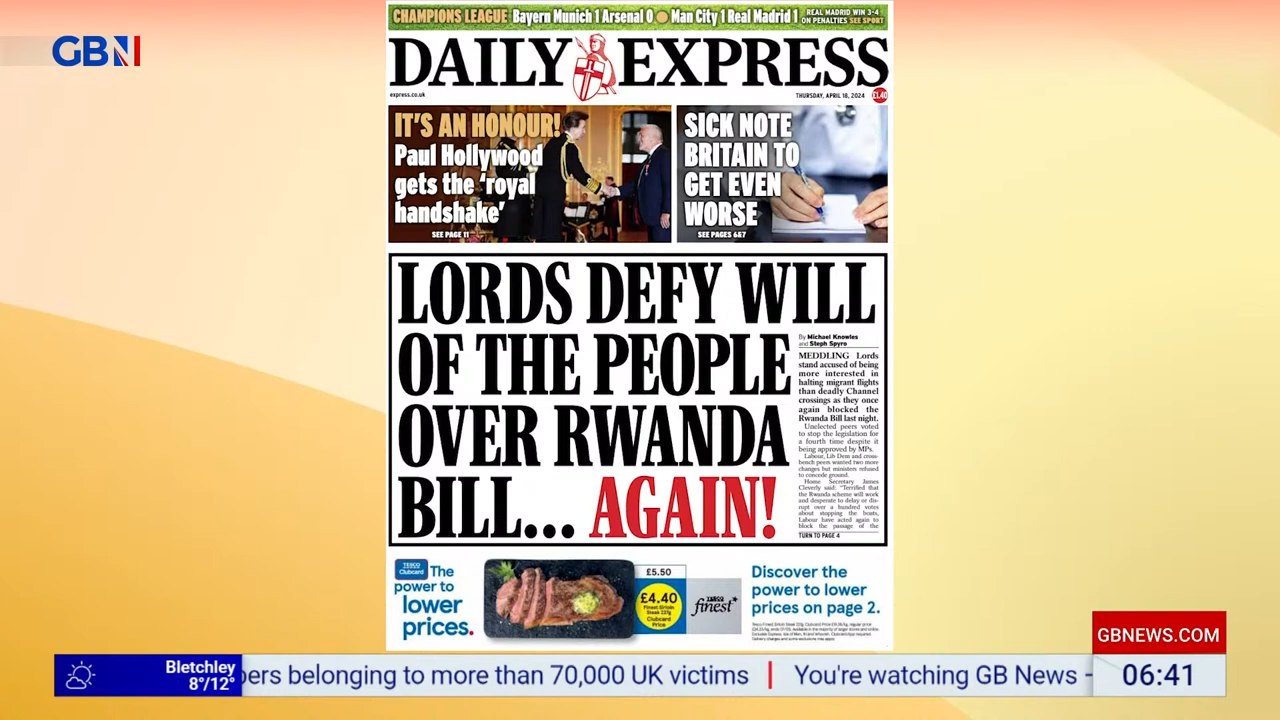 GBN
CHAMPIONS LEAGUE Bayern Munich 1 Arsenal 0 Man City 1 Real Madrid 1 REAL MADRID WIN 3-4 ON PENALTIES SEE SPORT
DAILY EXPRESS
express.co.uk
THURSDAY, APRIL 18, 2024 £1.40
IT'S AN HONOUR!
Paul Hollywood
gets the 'royal
handshake'
SEE PAGE 11
SICK NOTE
BRITAIN TO
GET EVEN
WORSE
SEE PAGES 6&7
LORDS DEFY WILL
OF THE PEOPLE
OVER RWANDA
BILL... AGAIN!
By Michael Knowles
and Steph Spyro
MEDDLING Lords
stand accused of being
more interested in
halting migrant flights
than deadly Channel
crossings as they once
again blocked the
Rwanda Bill last night.
Unelected peers voted
to stop the legislation for
a fourth time despite it
being approved by MPs.
Labour, Lib Dem and cross-
bench peers wanted two more
changes but ministers refused
to concede ground.
Home Secretary James
Cleverly said: "Terrified that
the Rwanda scheme will work
and desperate to delay or dis-
rupt over a hundred votes
about stopping the boats,
Labour have acted again to
block the passage of the
TURN TO PAGE 4
TESCO
Clubcard
The
power to
lower
prices.
£5.50
£4.40
Finest Sirloin
Steak 227g
Clubcard
Price
TESCO
finest*
Discover the
power to lower
prices on page 2.
GBNEWS.COM
Bletchley
8°/12°
bers belonging to more than 70,000 UK victims | You're watching GB News -
06:41